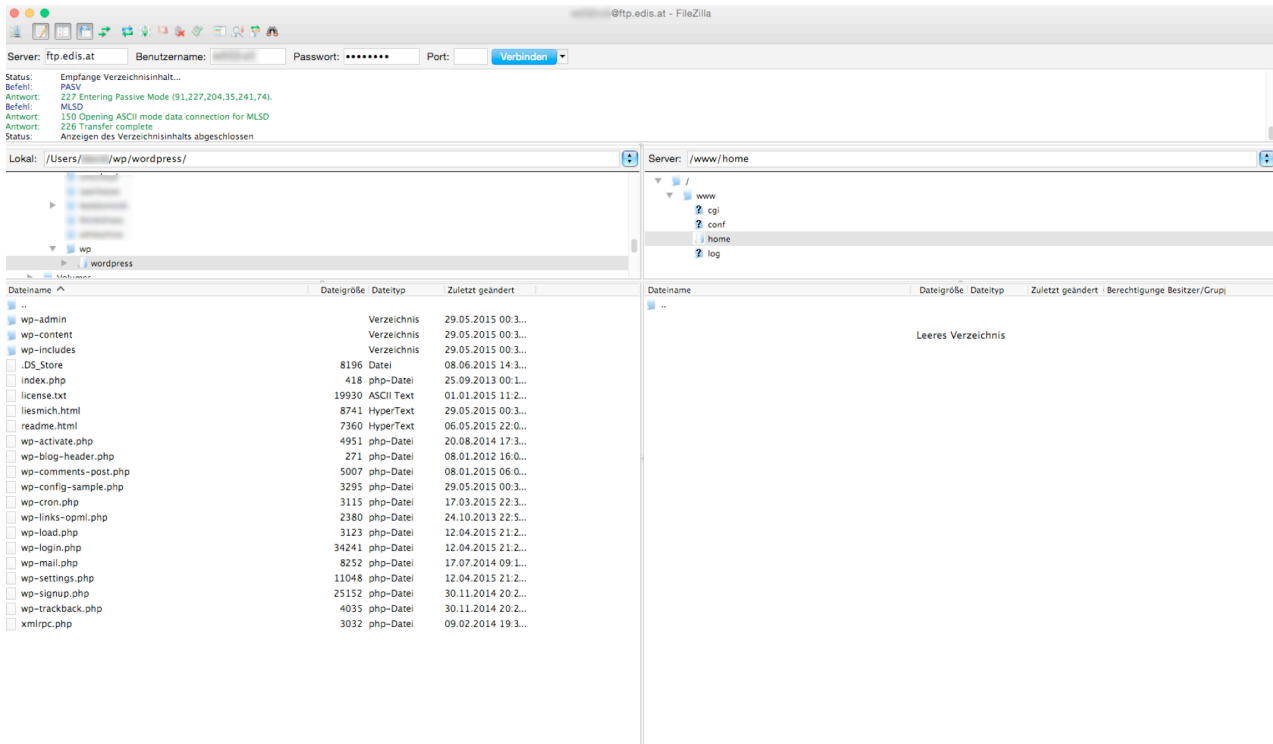 @ftp.edis.at - FileZilla
Server: ftp.edis.at Benutzername: Passwort: •••••••• Port: Verbinden
Status: Empfange Verzeichnisinhalt...
Befehl: PASV
Antwort: 227 Entering Passive Mode (91,227,204,35,241,74).
Befehl: MLSD
Antwort: 150 Opening ASCII mode data connection for MLSD
Antwort: 226 Transfer complete
Status: Anzeigen des Verzeichnisinhalts abgeschlossen
Lokal: /Users/ /wp/wordpress/
wp
wordpress
Volumes
Server: /www/home
/
www
? cgi
? conf
home
? log
Dateiname Dateigröße Dateityp Zuletzt geändert
..
wp-admin Verzeichnis 29.05.2015 00:3...
wp-content Verzeichnis 29.05.2015 00:3...
wp-includes Verzeichnis 29.05.2015 00:3...
.DS_Store 8196 Datei 08.06.2015 14:3...
index.php 418 php-Datei 25.09.2013 00:1...
license.txt 19930 ASCII Text 01.01.2015 11:2...
liesmich.html 8741 HyperText 29.05.2015 00:3...
readme.html 7360 HyperText 06.05.2015 22:0...
wp-activate.php 4951 php-Datei 20.08.2014 17:3...
wp-blog-header.php 271 php-Datei 08.01.2012 16:0...
wp-comments-post.php 5007 php-Datei 08.01.2015 06:0...
wp-config-sample.php 3295 php-Datei 29.05.2015 00:3...
wp-cron.php 3115 php-Datei 17.03.2015 22:3...
wp-links-opml.php 2380 php-Datei 24.10.2013 22:5...
wp-load.php 3123 php-Datei 12.04.2015 21:2...
wp-login.php 34241 php-Datei 12.04.2015 21:2...
wp-mail.php 8252 php-Datei 17.07.2014 09:1...
wp-settings.php 11048 php-Datei 12.04.2015 21:2...
wp-signup.php 25152 php-Datei 30.11.2014 20:2...
wp-trackback.php 4035 php-Datei 30.11.2014 20:2...
xmlrpc.php 3032 php-Datei 09.02.2014 19:3...
Dateiname Dateigröße Dateityp Zuletzt geändert Berechtigunge Besitzer/Grup
..
Leeres Verzeichnis